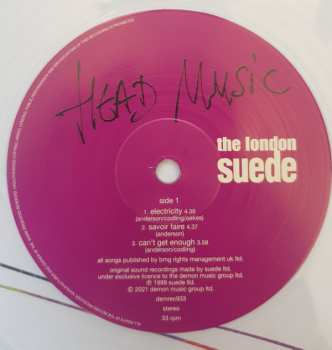 HEAD MUSIC
the london
suede
side 1
1. electricity 4.38
(anderson/codling/oakes)
2. savoir faire 4.37
(anderson)
3. can't get enough 3.58
(anderson/codling)
all songs published by bmg rights management uk ltd.
original sound recordings made by suede ltd.
under exclusive licence to the demon music group ltd.
℗ 1999 suede ltd.
© 2021 demon music group ltd.
demrec933
stereo
33 rpm